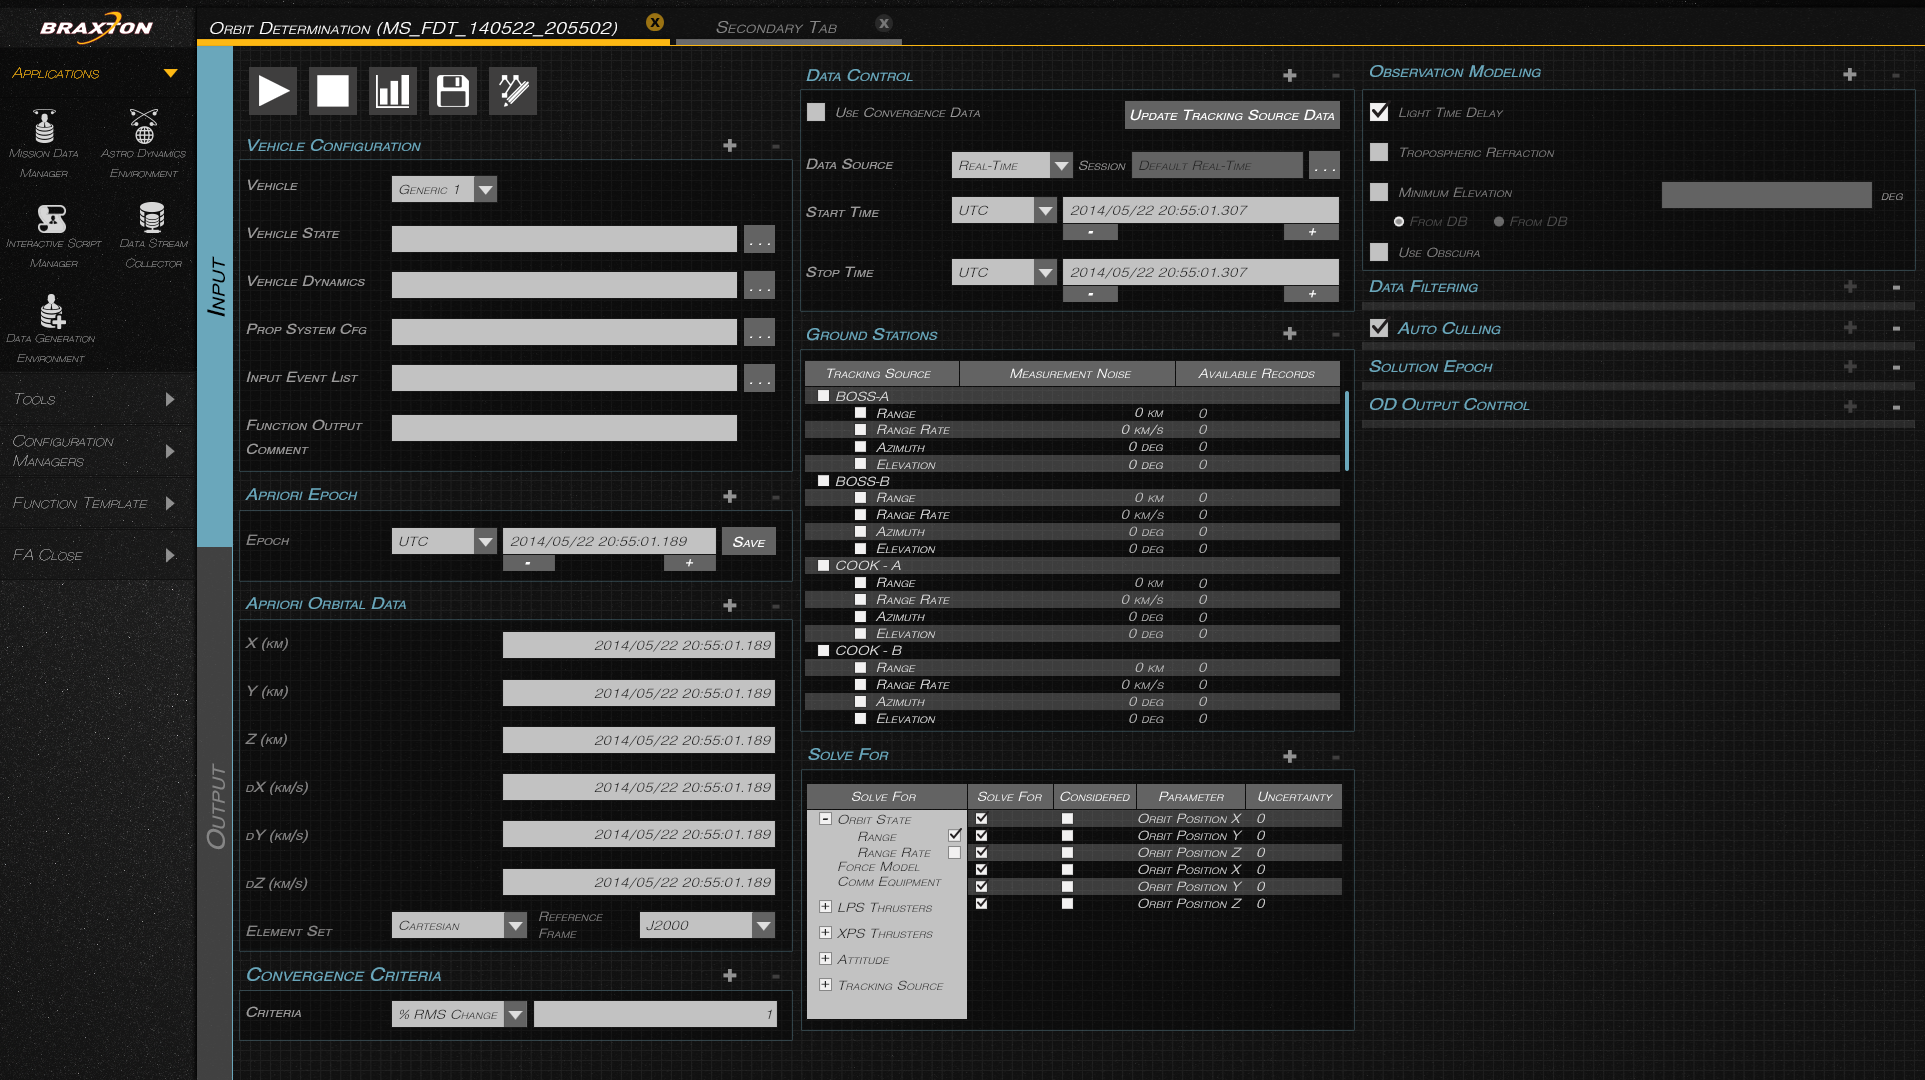 BRAXTON
Orbit Determination (MS_FDT_140522_205502)
x
Secondary Tab
x
Applications
Mission Data
Manager
Astro Dynamics
Environment
Interactive Script
Manager
Data Stream
Collector
Data Generation
Environment
Tools
Configuration
Managers
Function Template
FA Close
Input
Output
Vehicle Configuration
+ -
Vehicle
Generic 1
Vehicle State
...
Vehicle Dynamics
...
Prop System Cfg
...
Input Event List
...
Function Output
Comment
Apriori Epoch
+ -
Epoch
UTC
2014/05/22 20:55:01.189
Save
- +
Apriori Orbital Data
+ -
X (km)
2014/05/22 20:55:01.189
Y (km)
2014/05/22 20:55:01.189
Z (km)
2014/05/22 20:55:01.189
dX (km/s)
2014/05/22 20:55:01.189
dY (km/s)
2014/05/22 20:55:01.189
dZ (km/s)
2014/05/22 20:55:01.189
Element Set
Cartesian
Reference
Frame
J2000
Convergence Criteria
+ -
Criteria
% RMS Change
1
Data Control
+ -
Use Convergence Data
Update Tracking Source Data
Data Source
Real-Time
Session
Default Real-Time
...
Start Time
UTC
2014/05/22 20:55:01.307
- +
Stop Time
UTC
2014/05/22 20:55:01.307
- +
Ground Stations
+ -
Tracking Source Measurement Noise Available Records
BOSS-A
Range 0 km 0
Range Rate 0 km/s 0
Azimuth 0 deg 0
Elevation 0 deg 0
BOSS-B
Range 0 km 0
Range Rate 0 km/s 0
Azimuth 0 deg 0
Elevation 0 deg 0
COOK - A
Range 0 km 0
Range Rate 0 km/s 0
Azimuth 0 deg 0
Elevation 0 deg 0
COOK - B
Range 0 km 0
Range Rate 0 km/s 0
Azimuth 0 deg 0
Elevation 0 deg 0
Solve For
+ -
Solve For
- Orbit State
Range
Range Rate
Force Model
Comm Equipment
+ LPS Thrusters
+ XPS Thrusters
+ Attitude
+ Tracking Source
Solve For Considered Parameter Uncertainty
Orbit Position X 0
Orbit Position Y 0
Orbit Position Z 0
Orbit Position X 0
Orbit Position Y 0
Orbit Position Z 0
Observation Modeling
+ -
Light Time Delay
Tropospheric Refraction
Minimum Elevation
deg
From DB From DB
Use Obscura
Data Filtering
+ -
Auto Culling
+ -
Solution Epoch
+ -
OD Output Control
+ -